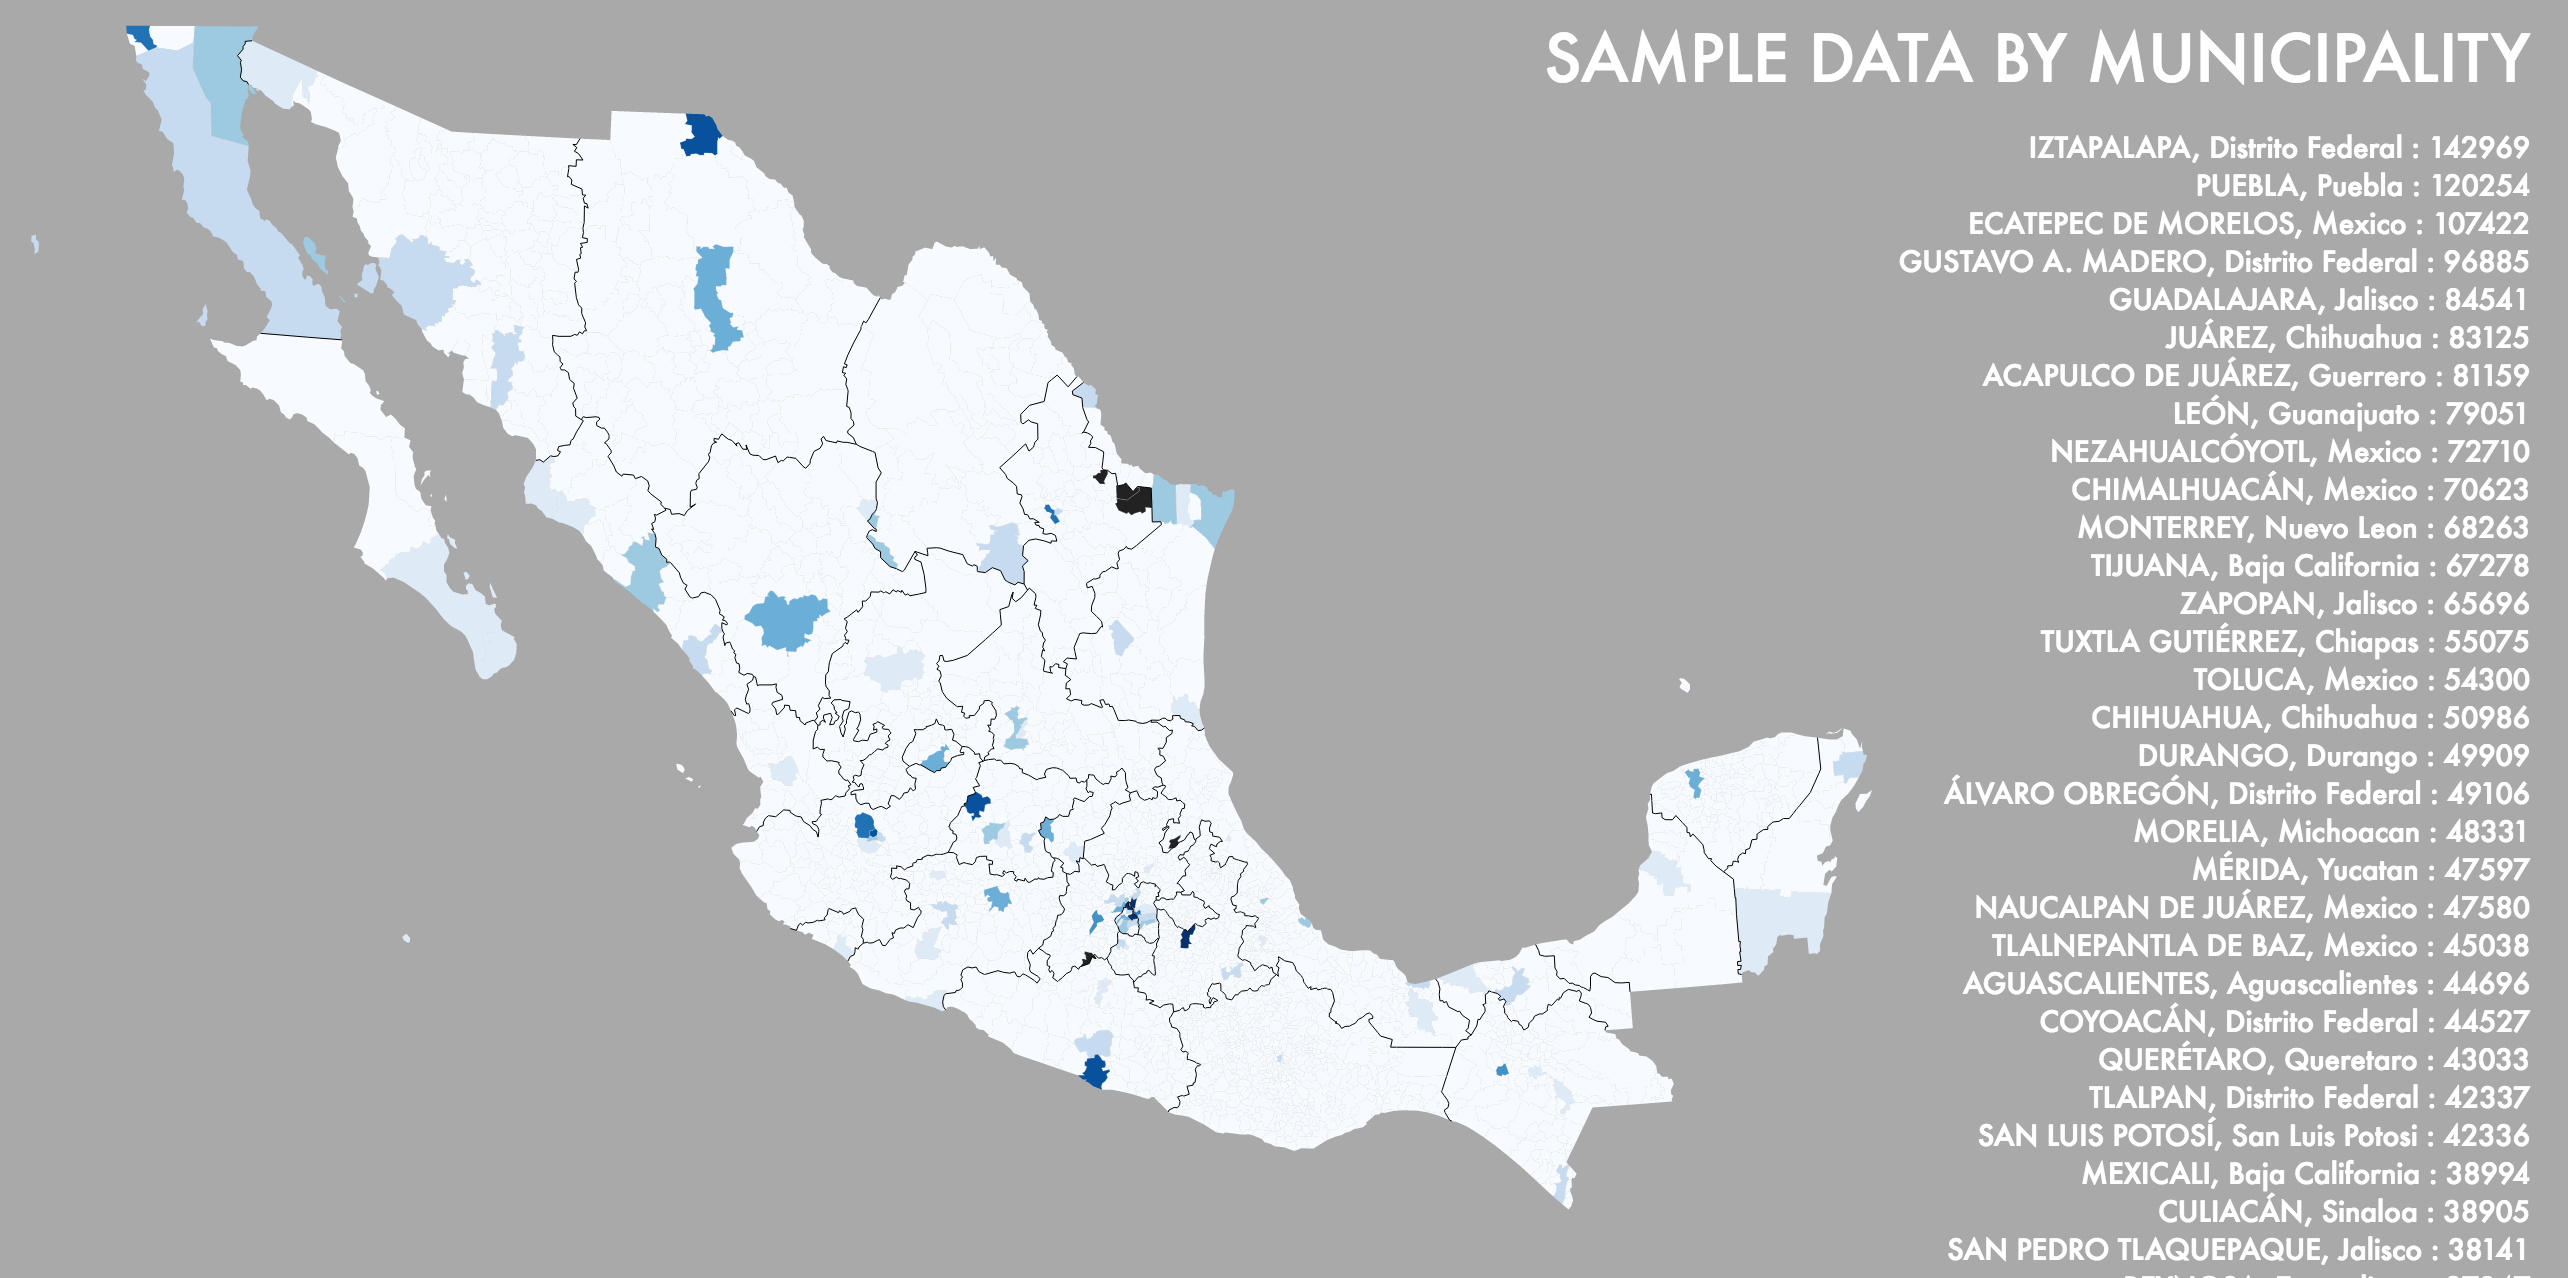 SAMPLE DATA BY MUNICIPALITY
IZTAPALAPA, Distrito Federal : 142969
PUEBLA, Puebla : 120254
ECATEPEC DE MORELOS, Mexico : 107422
GUSTAVO A. MADERO, Distrito Federal : 96885
GUADALAJARA, Jalisco : 84541
JUÁREZ, Chihuahua : 83125
ACAPULCO DE JUÁREZ, Guerrero : 81159
LEÓN, Guanajuato : 79051
NEZAHUALCÓYOTL, Mexico : 72710
CHIMALHUACÁN, Mexico : 70623
MONTERREY, Nuevo Leon : 68263
TIJUANA, Baja California : 67278
ZAPOPAN, Jalisco : 65696
TUXTLA GUTIÉRREZ, Chiapas : 55075
TOLUCA, Mexico : 54300
CHIHUAHUA, Chihuahua : 50986
DURANGO, Durango : 49909
ÁLVARO OBREGÓN, Distrito Federal : 49106
MORELIA, Michoacan : 48331
MÉRIDA, Yucatan : 47597
NAUCALPAN DE JUÁREZ, Mexico : 47580
TLALNEPANTLA DE BAZ, Mexico : 45038
AGUASCALIENTES, Aguascalientes : 44696
COYOACÁN, Distrito Federal : 44527
QUERÉTARO, Queretaro : 43033
TLALPAN, Distrito Federal : 42337
SAN LUIS POTOSÍ, San Luis Potosi : 42336
MEXICALI, Baja California : 38994
CULIACÁN, Sinaloa : 38905
SAN PEDRO TLAQUEPAQUE, Jalisco : 38141